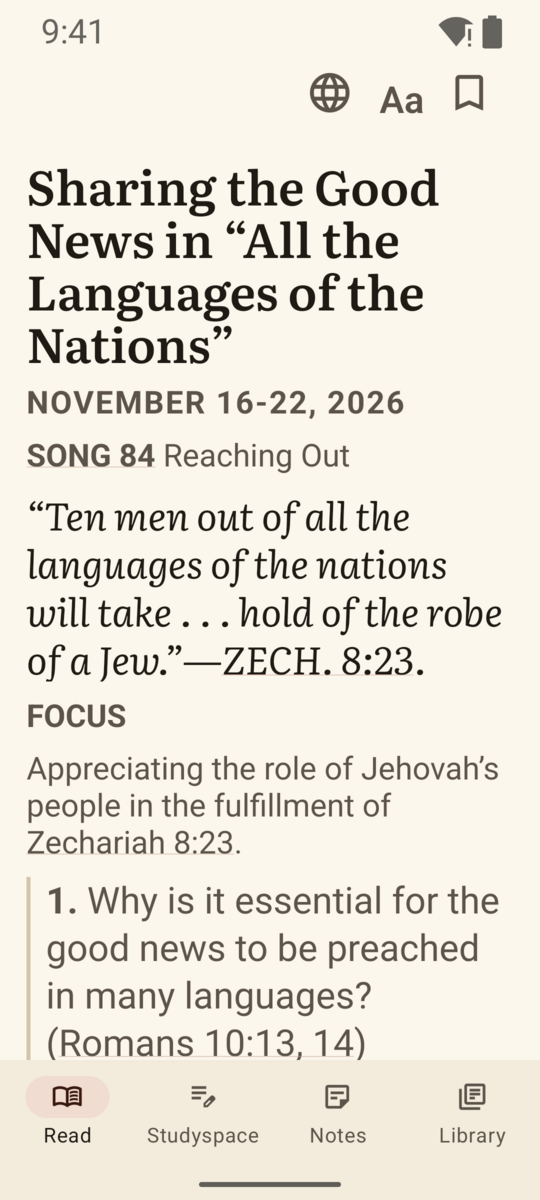 9:41
Aa
Sharing the Good
News in “All the
Languages of the
Nations”
NOVEMBER 16-22, 2026
SONG 84 Reaching Out
“Ten men out of all the
languages of the nations
will take . . . hold of the robe
of a Jew.”—ZECH. 8:23.
FOCUS
Appreciating the role of Jehovah’s
people in the fulfillment of
Zechariah 8:23.
1. Why is it essential for the
good news to be preached
in many languages?
(Romans 10:13, 14)
Read Studyspace Notes Library